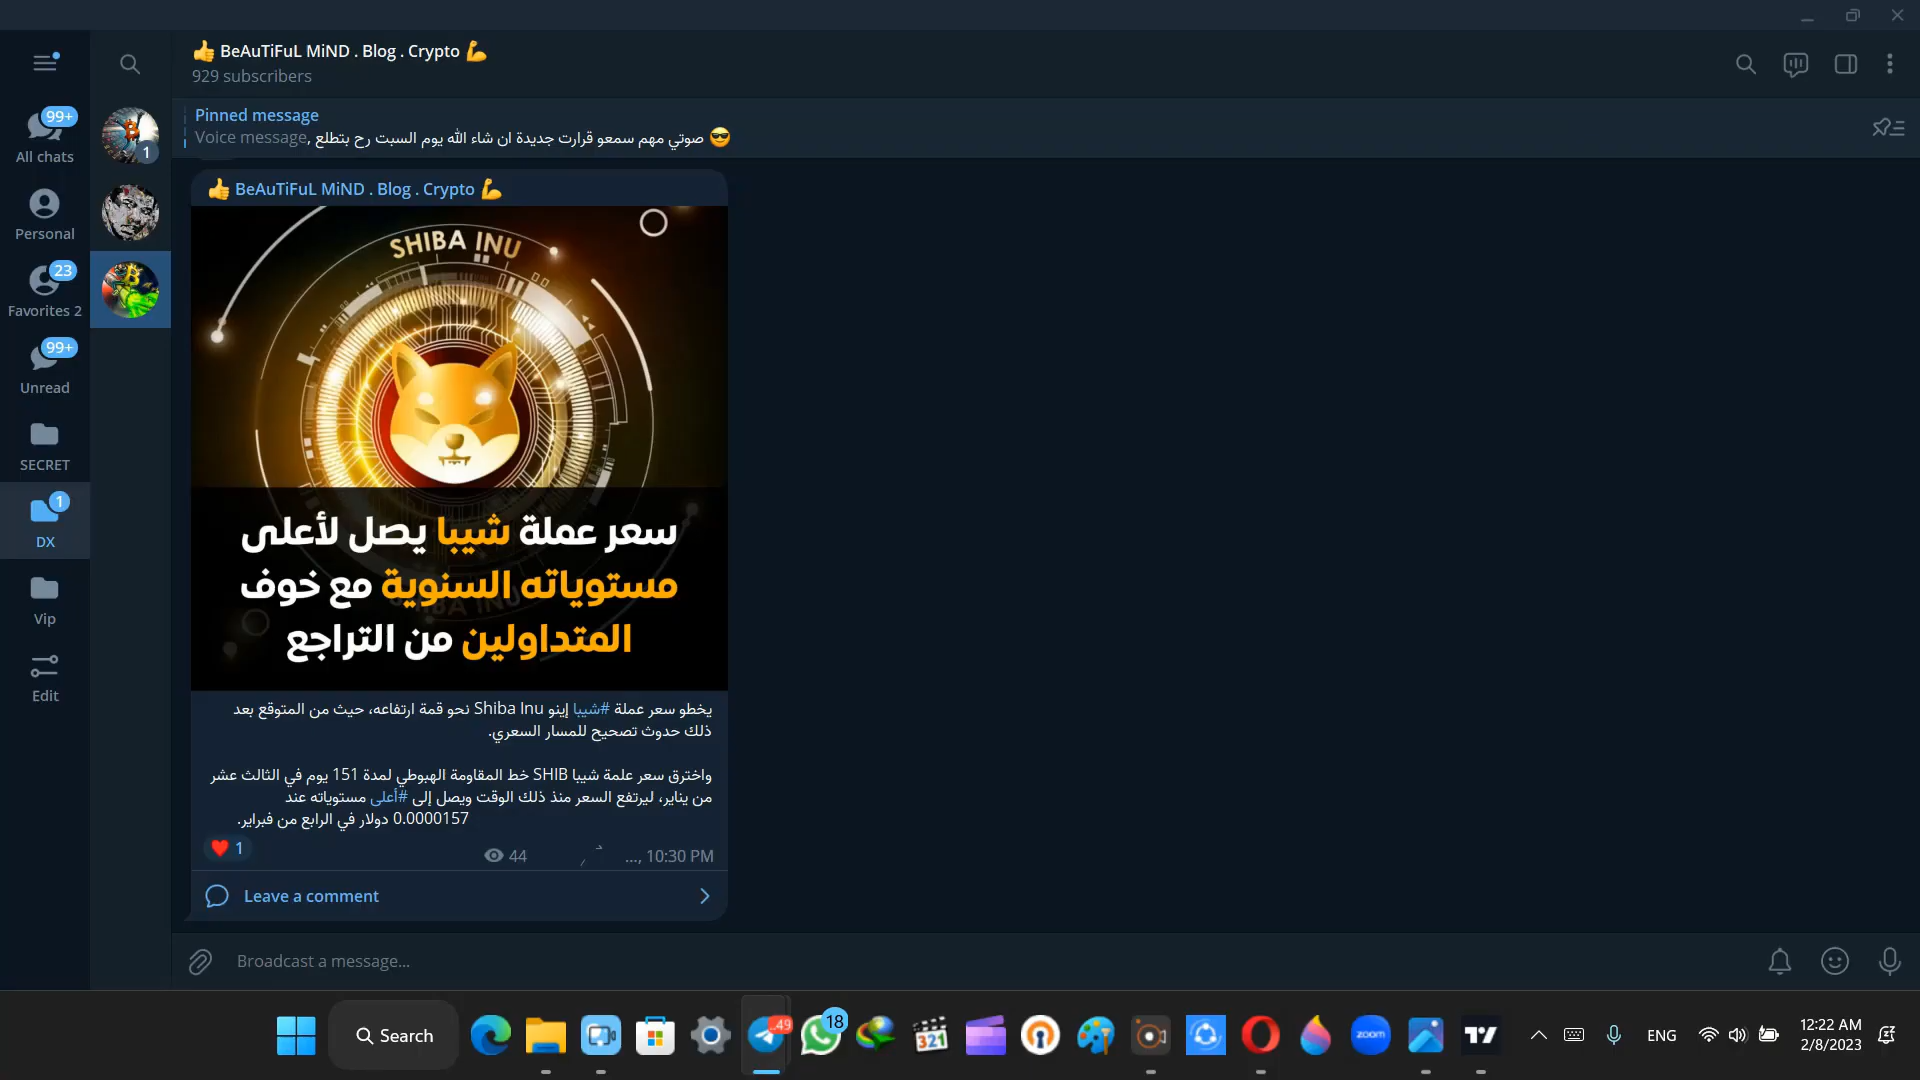 👍 BeAuTiFuL MiND . Blog . Crypto 💪
929 subscribers
Pinned message
Voice message, صوتي مهم سمعو قرارت جديدة ان شاء الله يوم السبت رح بتطلع 😎
99+
All chats
Personal
23
Favorites 2
99+
Unread
SECRET
1
DX
Vip
Edit
1
👍 BeAuTiFuL MiND . Blog . Crypto 💪
SHIBA INU
سعر عملة شيبا يصل لأعلى
مستوياته السنوية مع خوف
المتداولين من التراجع
يخطو سعر عملة #شيبا إينو Shiba Inu نحو قمة ارتفاعه، حيث من المتوقع بعد
ذلك حدوث تصحيح للمسار السعري.
واخترق سعر علمة شيبا SHIB خط المقاومة الهبوطي لمدة 151 يوم في الثالث عشر
من يناير، ليرتفع السعر منذ ذلك الوقت ويصل إلى #أعلى مستوياته عند
0.0000157 دولار في الرابع من فبراير.
❤️ 1
44
..., 10:30 PM
Leave a comment
Broadcast a message...
Search
..49
18
321
zoom
ENG
12:22 AM
2/8/2023